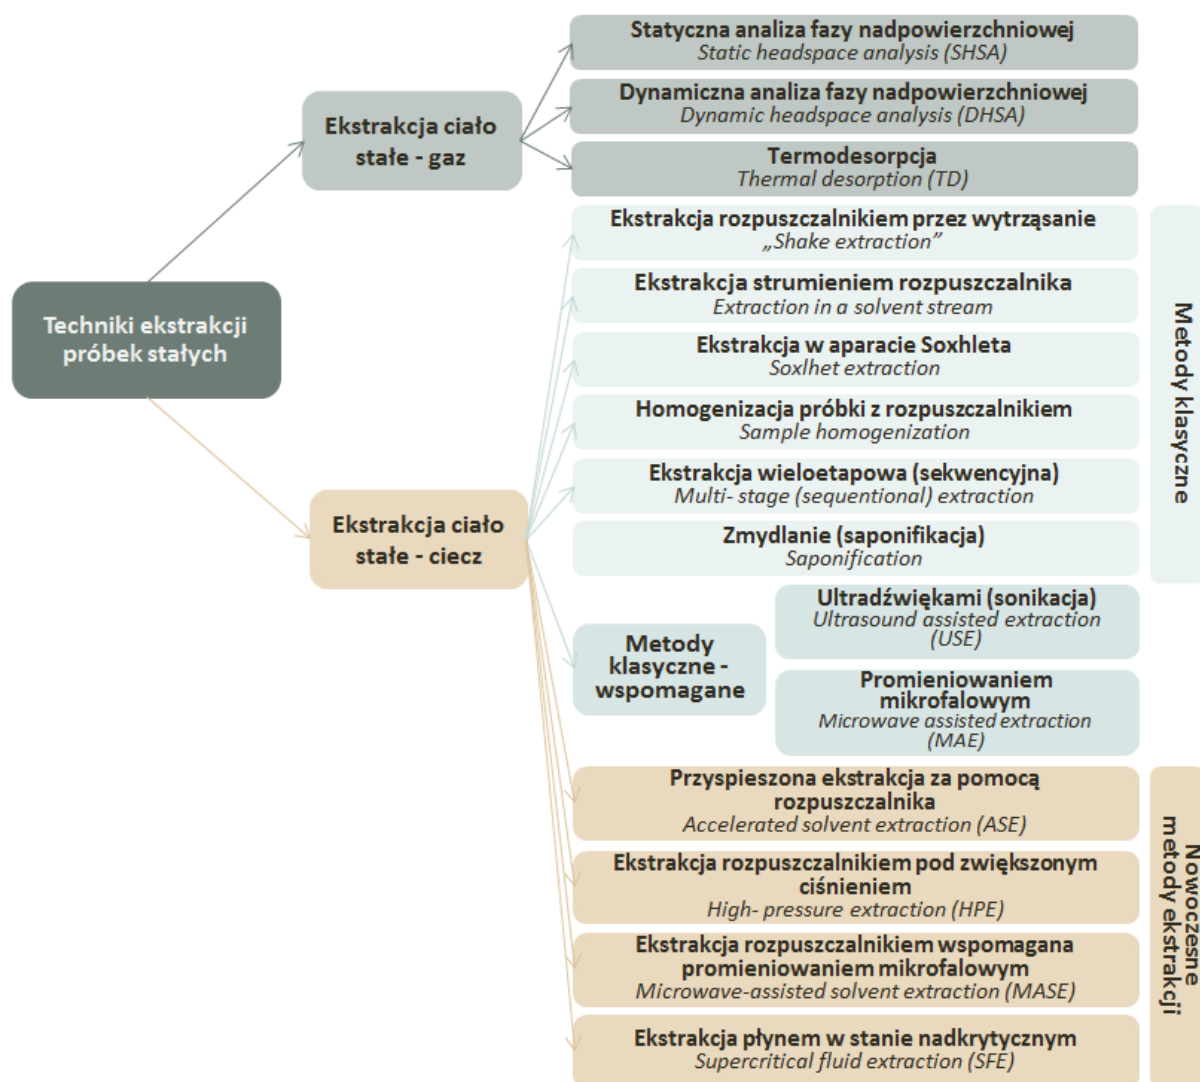 Statyczna analiza fazy nadpowierzchniowej
Static headspace analysis (SHSA)
Dynamiczna analiza fazy nadpowierzchniowej
Dynamic headspace analysis (DHSA)
Ekstrakcja ciało
stałe - gaz
Termodesorpcja
Thermal desorption (TD)
Ekstrakcja rozpuszczalnikiem przez wytrząsanie
„Shake extraction”
Ekstrakcja strumieniem rozpuszczalnika
Extraction in a solvent stream
Techniki ekstrakcji
próbek stałych
Ekstrakcja w aparacie Soxhleta
Soxlhet extraction
Homogenizacja próbki z rozpuszczalnikiem
Sample homogenization
Ekstrakcja wieloetapowa (sekwencyjna)
Multi- stage (sequentional) extraction
Zmydlanie (saponifikacja)
Saponification
Metody klasyczne
Ekstrakcja ciało
stałe - ciecz
Metody
klasyczne -
wspomagane
Ultradźwiękami (sonikacja)
Ultrasound assisted extraction
(USE)
Promieniowaniem
mikrofalowym
Microwave assisted extraction
(MAE)
Przyspieszona ekstrakcja za pomocą
rozpuszczalnika
Accelerated solvent extraction (ASE)
Ekstrakcja rozpuszczalnikiem pod zwiększonym
ciśnieniem
High- pressure extraction (HPE)
Ekstrakcja rozpuszczalnikiem wspomagana
promieniowaniem mikrofalowym
Microwave-assisted solvent extraction (MASE)
Ekstrakcja płynem w stanie nadkrytycznym
Supercritical fluid extraction (SFE)
Nowoczesne
metody ekstrakcji